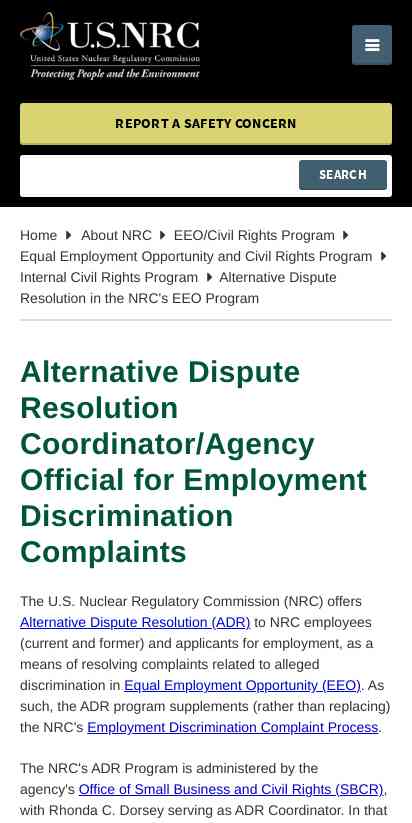 U.S.NRC
United States Nuclear Regulatory Commission
Protecting People and the Environment
REPORT A SAFETY CONCERN
SEARCH
Home About NRC EEO/Civil Rights Program
Equal Employment Opportunity and Civil Rights Program
Internal Civil Rights Program Alternative Dispute
Resolution in the NRC's EEO Program
Alternative Dispute
Resolution
Coordinator/Agency
Official for Employment
Discrimination
Complaints
The U.S. Nuclear Regulatory Commission (NRC) offers
Alternative Dispute Resolution (ADR) to NRC employees
(current and former) and applicants for employment, as a
means of resolving complaints related to alleged
discrimination in Equal Employment Opportunity (EEO). As
such, the ADR program supplements (rather than replacing)
the NRC's Employment Discrimination Complaint Process.
The NRC's ADR Program is administered by the
agency's Office of Small Business and Civil Rights (SBCR),
with Rhonda C. Dorsey serving as ADR Coordinator. In that